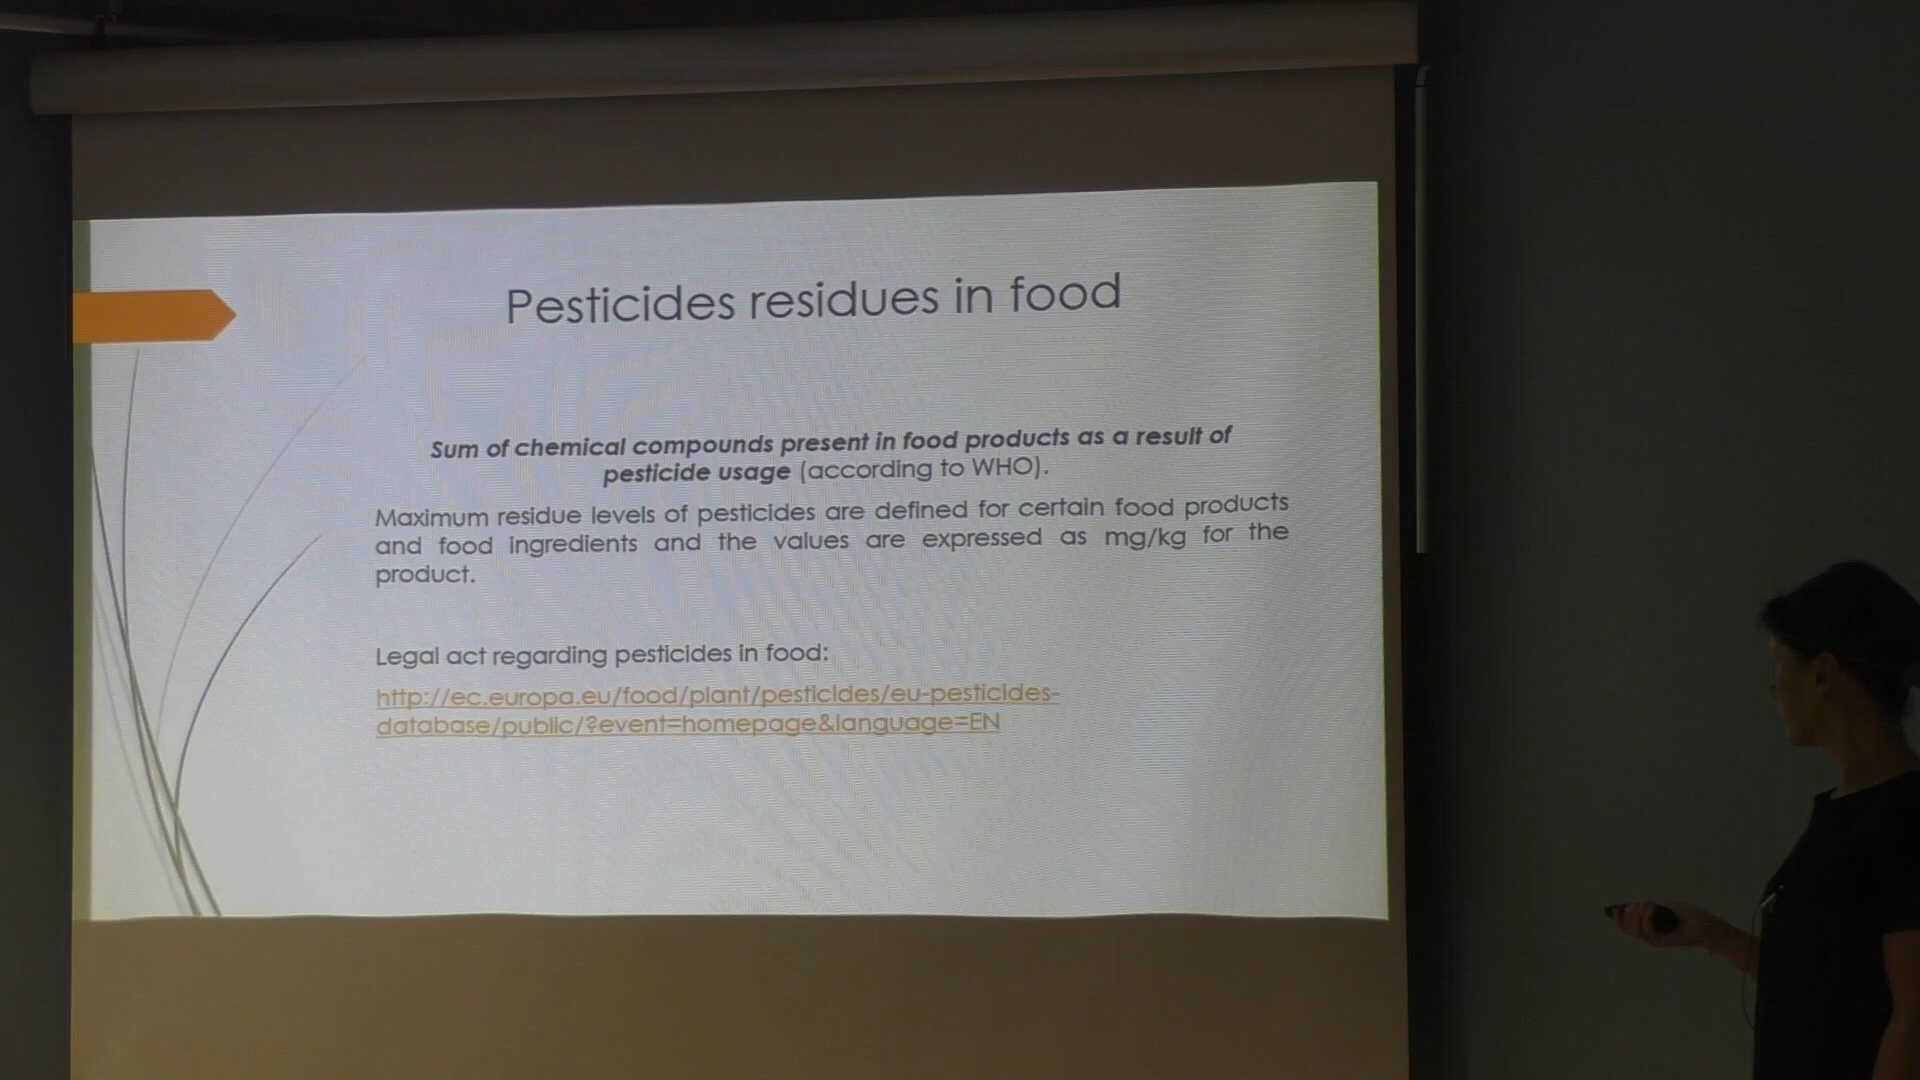 Pesticides residues in food
Sum of chemical compounds present in food products as a result of
pesticide usage (according to WHO).
Maximum residue levels of pesticides are defined for certain food products
and food ingredients and the values are expressed as mg/kg for the
product.
Legal act regarding pesticides in food:
http://ec.europa.eu/food/plant/pesticides/eu-pesticides-
database/public/?event=homepage&language=EN